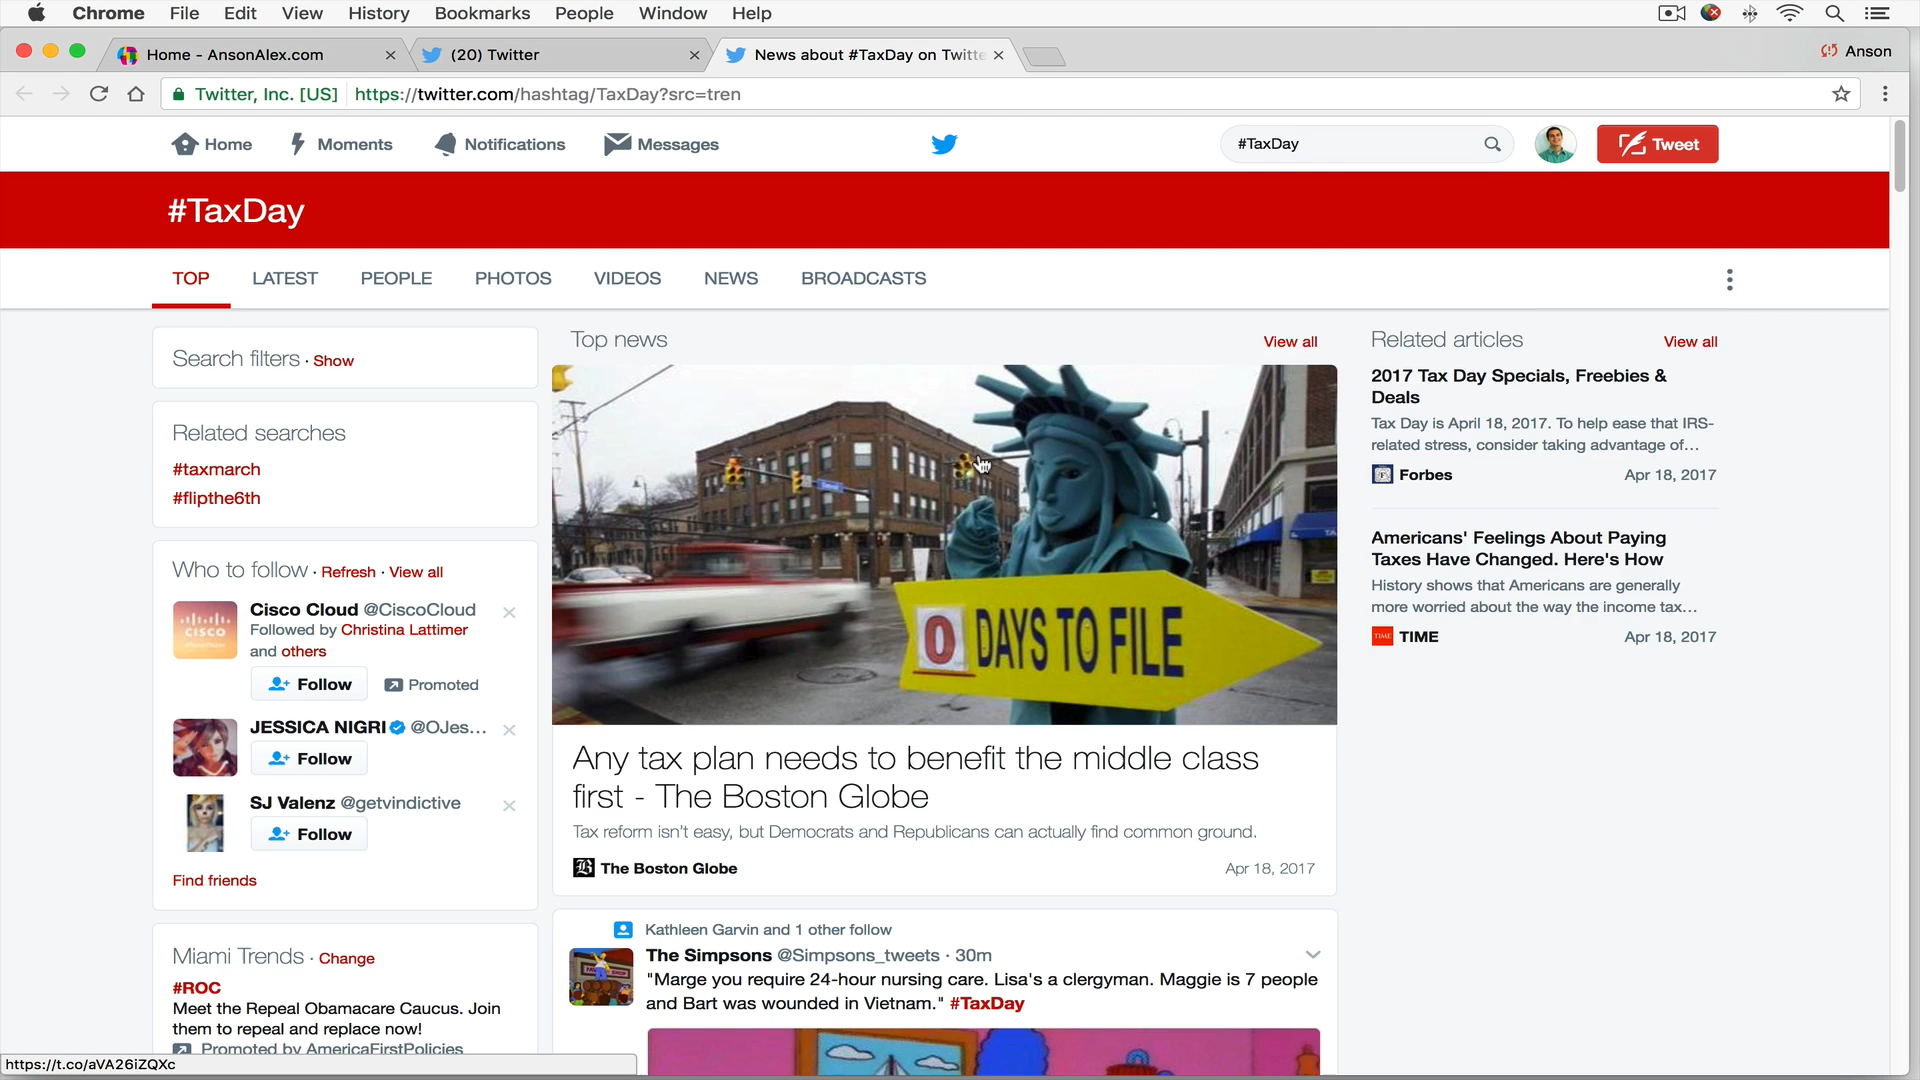 Chrome File Edit View History Bookmarks People Window Help
Home - AnsonAlex.com
(20) Twitter
News about #TaxDay on Twitte
Anson
Twitter, Inc. [US]
https://twitter.com/hashtag/TaxDay?src=tren
Home
Moments
Notifications
Messages
#TaxDay
Tweet
#TaxDay
TOP
LATEST
PEOPLE
PHOTOS
VIDEOS
NEWS
BROADCASTS
Search filters · Show
Related searches
#taxmarch
#flipthe6th
Who to follow · Refresh · View all
CISCO
Cisco Cloud @CiscoCloud
Followed by Christina Lattimer
and others
Follow
Promoted
JESSICA NIGRI @OJes...
Follow
SJ Valenz @getvindictive
Follow
Find friends
Miami Trends · Change
#ROC
Meet the Repeal Obamacare Caucus. Join
them to repeal and replace now!
Promoted by AmericaFirstPolicies
https://t.co/aVA26iZQXc
Top news
View all
0 DAYS TO FILE
Any tax plan needs to benefit the middle class
first - The Boston Globe
Tax reform isn't easy, but Democrats and Republicans can actually find common ground.
The Boston Globe
Apr 18, 2017
Kathleen Garvin and 1 other follow
The Simpsons @Simpsons_tweets · 30m
"Marge you require 24-hour nursing care. Lisa's a clergyman. Maggie is 7 people
and Bart was wounded in Vietnam." #TaxDay
Related articles
View all
2017 Tax Day Specials, Freebies &
Deals
Tax Day is April 18, 2017. To help ease that IRS-
related stress, consider taking advantage of...
Forbes
Apr 18, 2017
Americans' Feelings About Paying
Taxes Have Changed. Here's How
History shows that Americans are generally
more worried about the way the income tax...
TIME
TIME
Apr 18, 2017